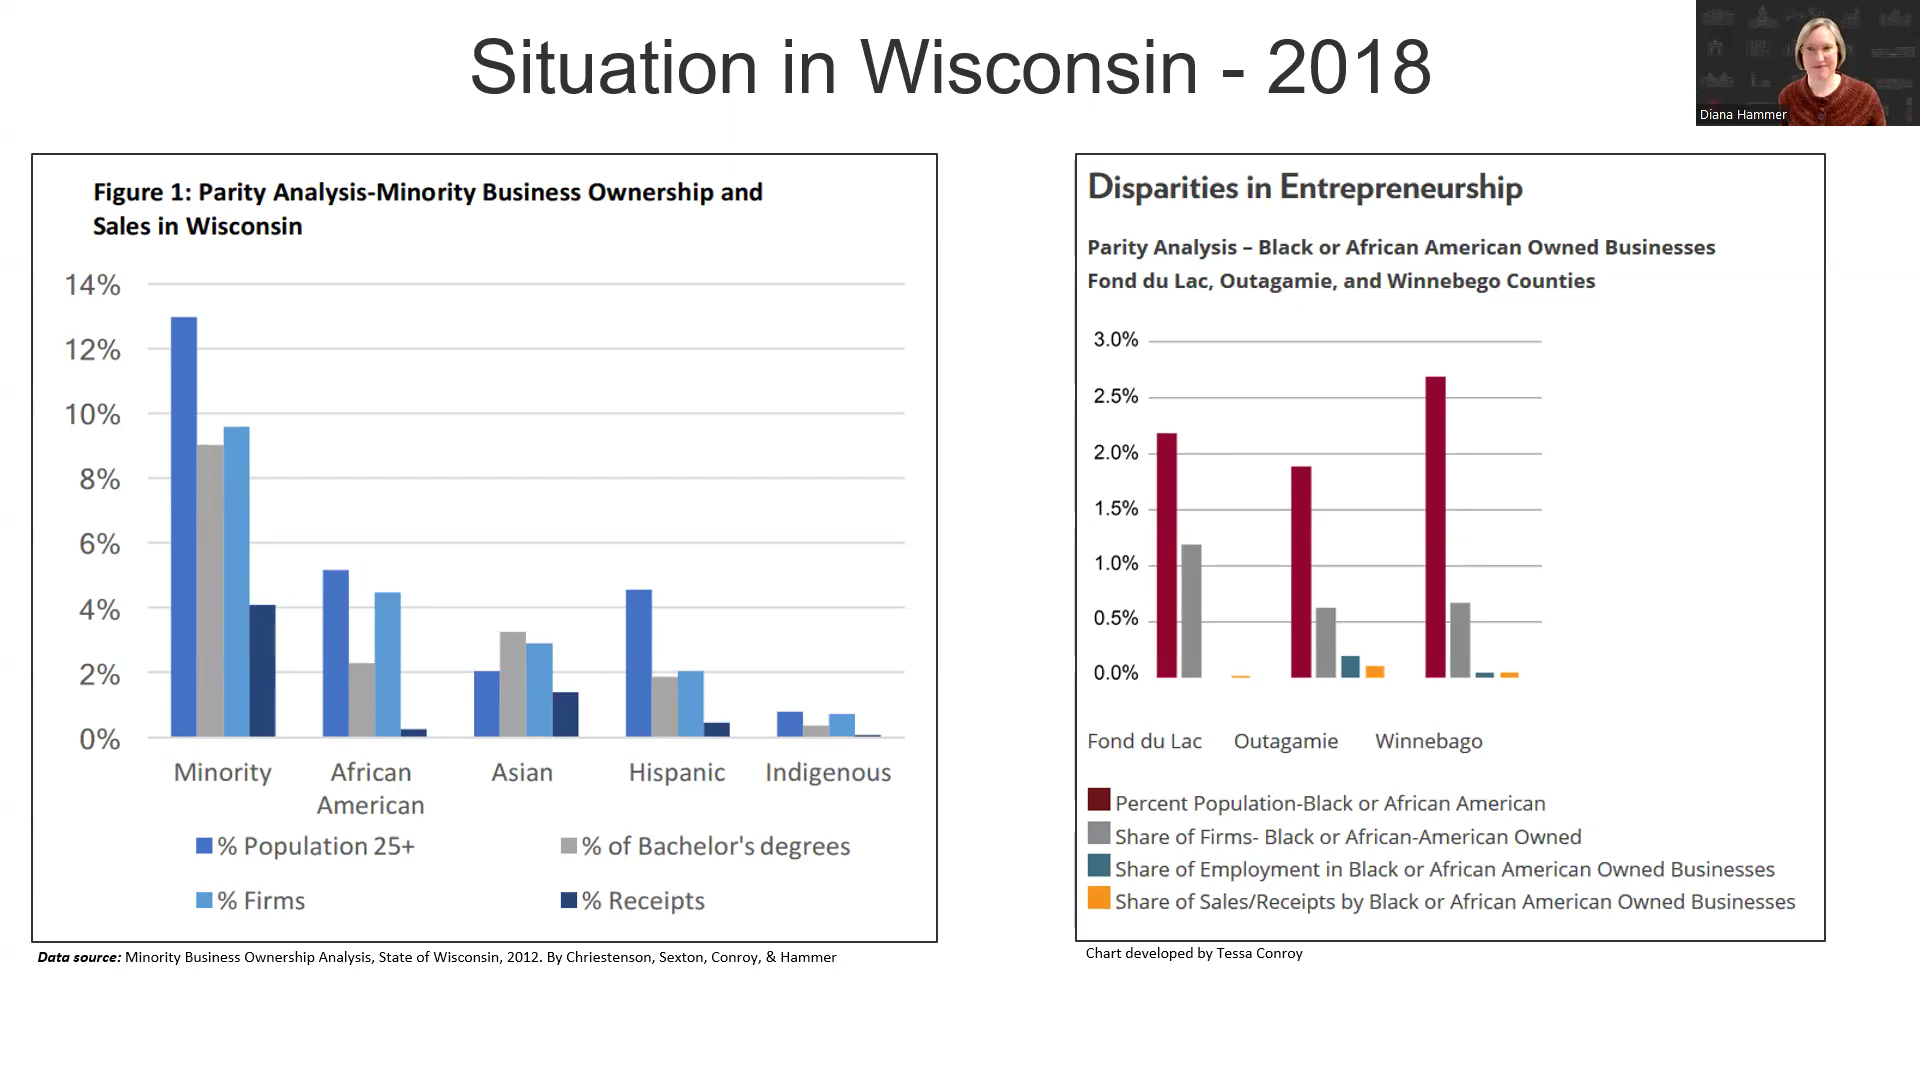 Situation in Wisconsin - 2018
Diana Hammer
Figure 1: Parity Analysis-Minority Business Ownership and
Sales in Wisconsin
14%
12%
10%
8%
6%
4%
2%
0%
Minority
African
American
Asian
Hispanic
Indigenous
% Population 25+
% of Bachelor's degrees
% Firms
% Receipts
Data source: Minority Business Ownership Analysis, State of Wisconsin, 2012. By Chriestenson, Sexton, Conroy, & Hammer
Disparities in Entrepreneurship
Parity Analysis – Black or African American Owned Businesses
Fond du Lac, Outagamie, and Winnebego Counties
3.0%
2.5%
2.0%
1.5%
1.0%
0.5%
0.0%
Fond du Lac
Outagamie
Winnebago
Percent Population-Black or African American
Share of Firms- Black or African-American Owned
Share of Employment in Black or African American Owned Businesses
Share of Sales/Receipts by Black or African American Owned Businesses
Chart developed by Tessa Conroy